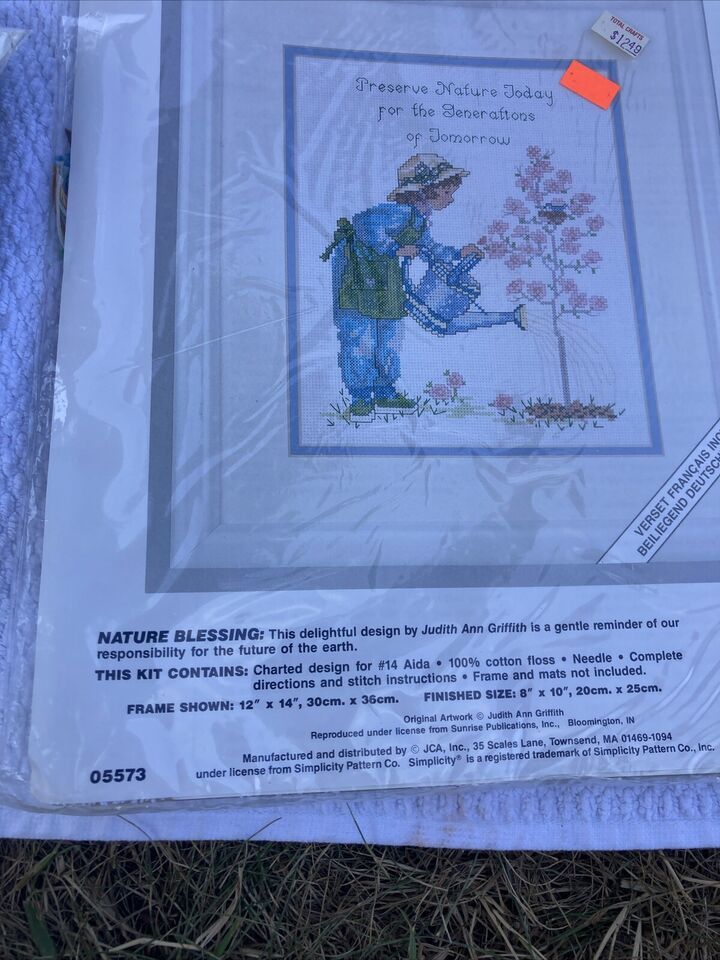 TOTAL CRAFTS
$12.49
Preserve Nature Today
for the Generations
of Tomorrow
VERSET FRANÇAIS
BEILIEGEND DEUTSCH
NATURE BLESSING: This delightful design by Judith Ann Griffith is a gentle reminder of our
responsibility for the future of the earth.
THIS KIT CONTAINS: Charted design for #14 Aida • 100% cotton floss • Needle • Complete
directions and stitch instructions • Frame and mats not included.
FRAME SHOWN: 12" x 14", 30cm. x 36cm. FINISHED SIZE: 8" x 10", 20cm. x 25cm.
Original Artwork © Judith Ann Griffith
Reproduced under license from Sunrise Publications, Inc., Bloomington, IN
Manufactured and distributed by © JCA, Inc., 35 Scales Lane, Townsend, MA 01469-1094
under license from Simplicity Pattern Co. Simplicity® is a registered trademark of Simplicity Pattern Co., Inc.
05573